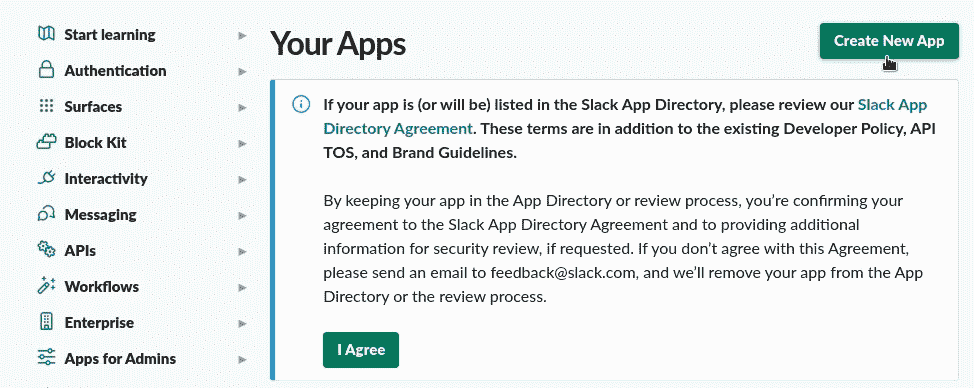 Start learning
Authentication
Surfaces
Block Kit
Interactivity
Messaging
APIs
Workflows
Enterprise
Apps for Admins
Your Apps
Create New App
If your app is (or will be) listed in the Slack App Directory, please review our Slack App
Directory Agreement. These terms are in addition to the existing Developer Policy, API
TOS, and Brand Guidelines.
By keeping your app in the App Directory or review process, you’re confirming your
agreement to the Slack App Directory Agreement and to providing additional
information for security review, if requested. If you don’t agree with this Agreement,
please send an email to feedback@slack.com, and we’ll remove your app from the App
Directory or the review process.
I Agree